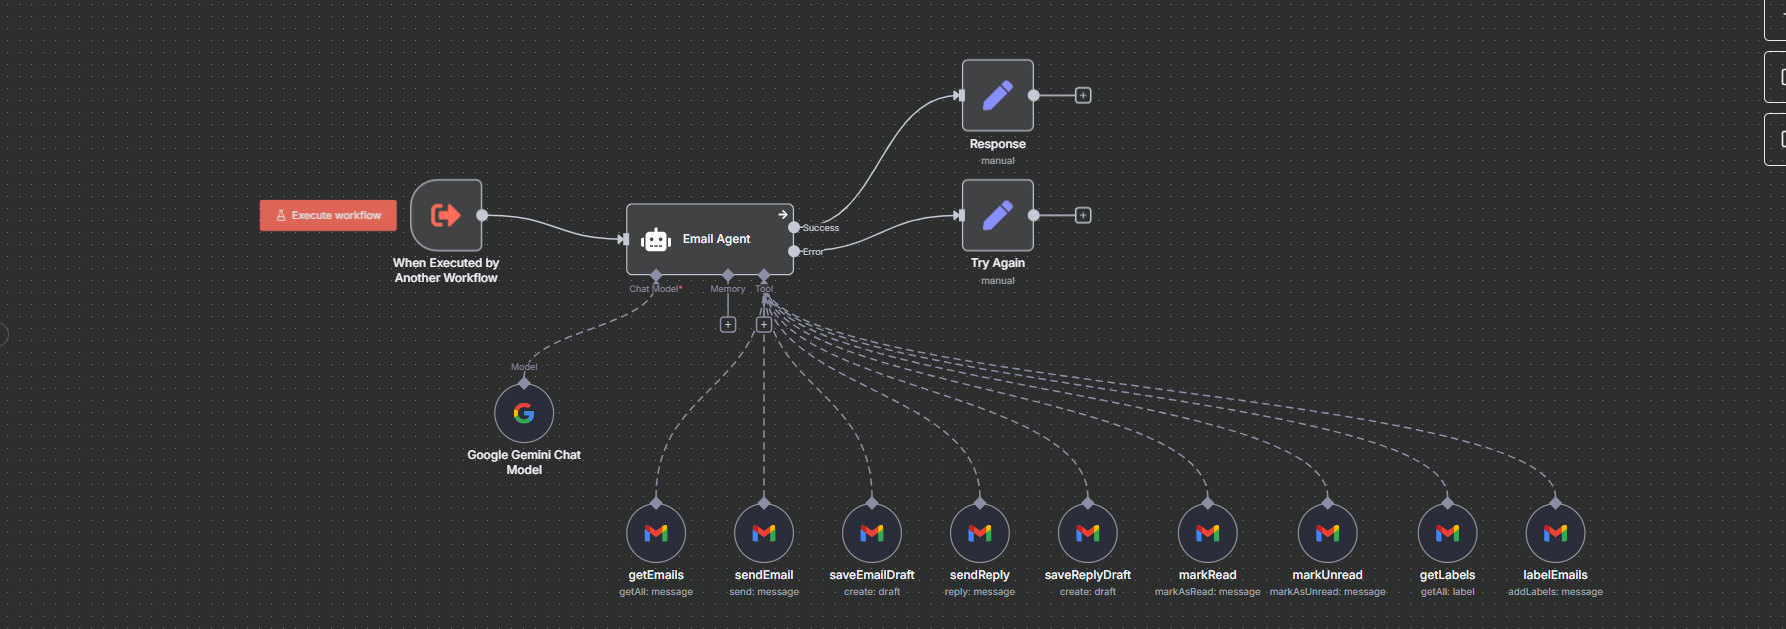 Response
manual
Execute workflow
When Executed by
Another Workflow
Email Agent
Success
Error
Try Again
manual
Chat Model*
Memory
Tool
Model
Google Gemini Chat
Model
getEmails
getAll: message
sendEmail
send: message
saveEmailDraft
create: draft
sendReply
reply: message
saveReplyDraft
create: draft
markRead
markAsRead: message
markUnread
markAsUnread: message
getLabels
getAll: label
labelEmails
addLabels: message